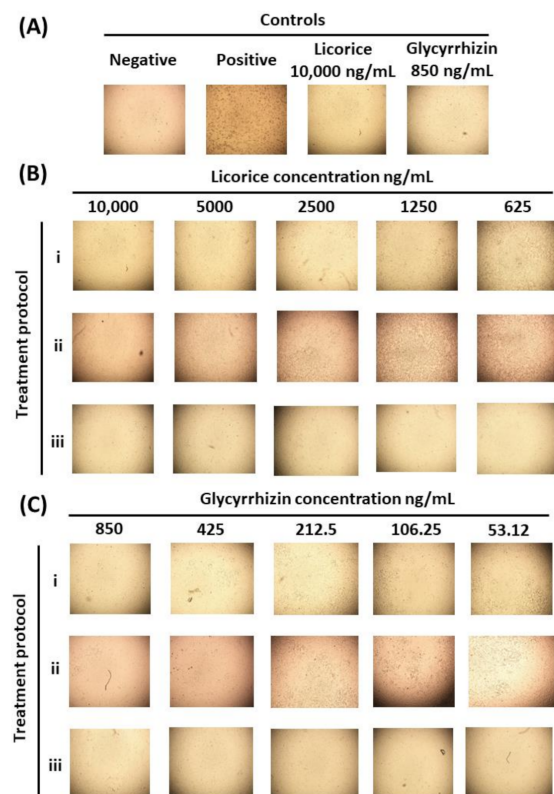 (A)
Controls
Negative Positive Licorice 10,000 ng/mL Glycyrrhizin 850 ng/mL
(B)
Licorice concentration ng/mL
10,000 5000 2500 1250 625
Treatment protocol
i
ii
iii
(C)
Glycyrrhizin concentration ng/mL
850 425 212.5 106.25 53.12
Treatment protocol
i
ii
iii